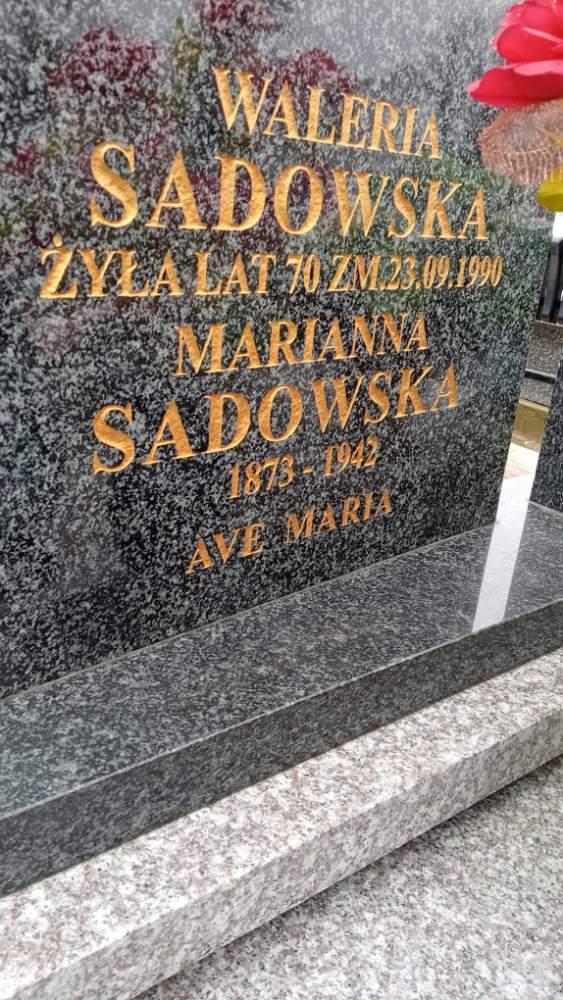 WALERIA
SADOWSKA
ŻYŁA LAT 70 ZM.23.09.1990
MARIANNA
SADOWSKA
1873 - 1942
AVE MARIA